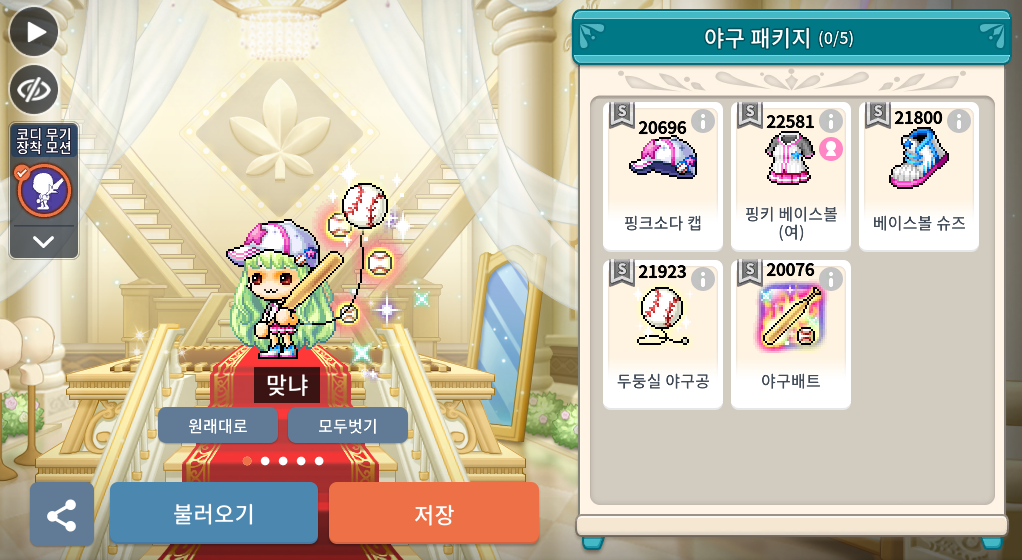 야구 패키지 (0/5)
코디 무기
장착 모션
S
20696
핑크소다 캡
S
22581
핑키 베이스볼
(여)
S
21800
베이스볼 슈즈
S
21923
두둥실 야구공
S
20076
야구배트
맞냐
원래대로
모두벗기
불러오기
저장